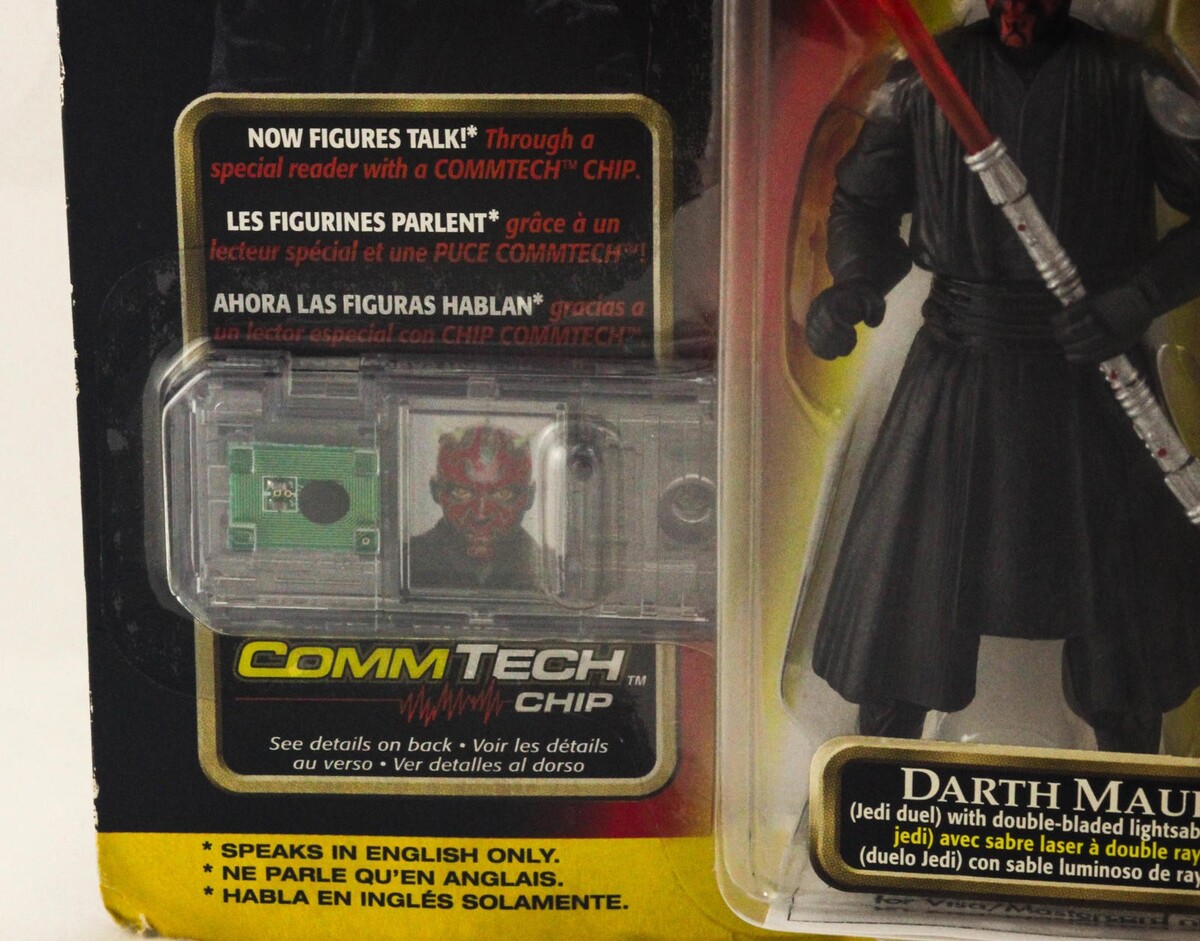 NOW FIGURES TALK!* Through a
special reader with a COMMTECH™ CHIP.
LES FIGURINES PARLENT* grâce à un
lecteur spécial et une PUCE COMMTECH™!
AHORA LAS FIGURAS HABLAN* gracias a
un lector especial con CHIP COMMTECH™
COMMTECH™
CHIP
See details on back • Voir les détails
au verso • Ver detalles al dorso
* SPEAKS IN ENGLISH ONLY.
* NE PARLE QU'EN ANGLAIS.
* HABLA EN INGLÉS SOLAMENTE.
DARTH MAU
(Jedi duel) with double-bladed lightsab
jedi) avec sabre laser à double ray
(duelo Jedi) con sable luminoso de ray
for Visa/Mastercard